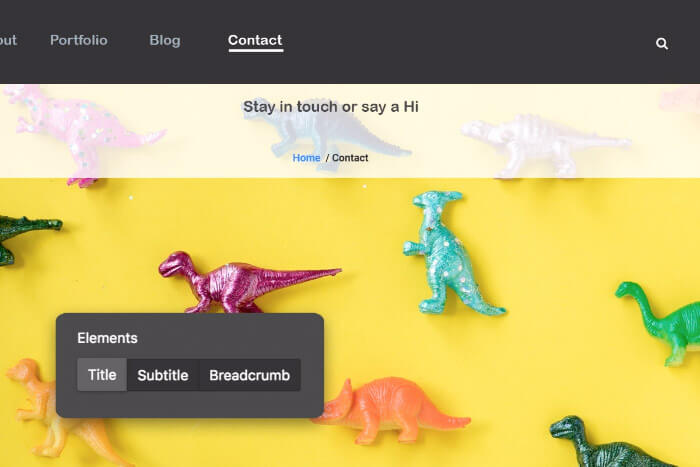 out Portfolio Blog Contact
Stay in touch or say a Hi
Home / Contact
Elements
Title Subtitle Breadcrumb